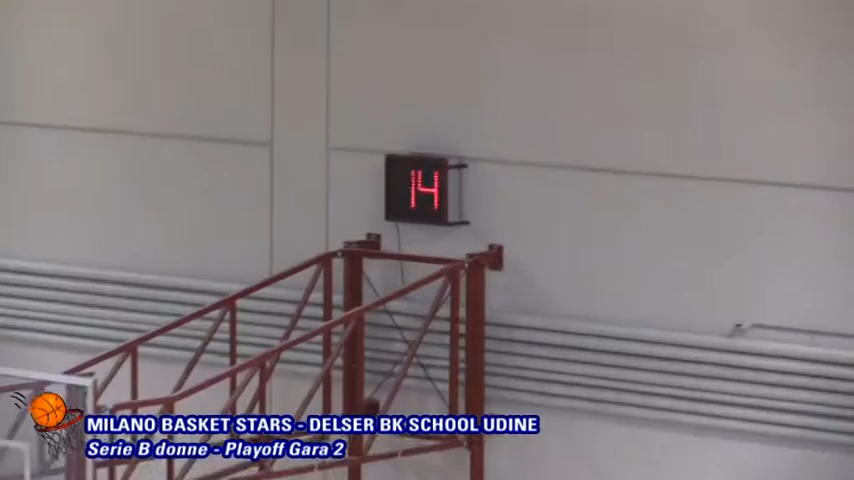 14
MILANO BASKET STARS - DELSER BK SCHOOL UDINE
Serie B donne - Playoff Gara 2